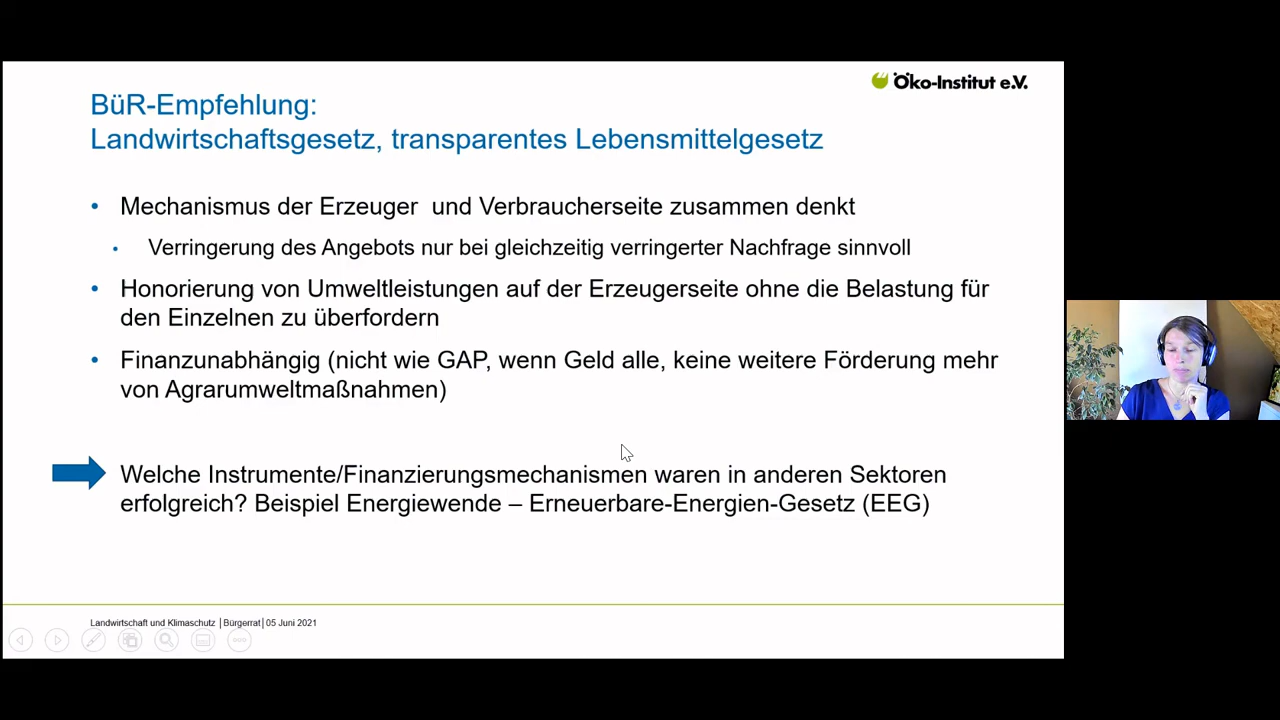 Öko-Institut e.V.
BüR-Empfehlung:
Landwirtschaftsgesetz, transparentes Lebensmittelgesetz
• Mechanismus der Erzeuger und Verbraucherseite zusammen denkt
• Verringerung des Angebots nur bei gleichzeitig verringerter Nachfrage sinnvoll
• Honorierung von Umweltleistungen auf der Erzeugerseite ohne die Belastung für
den Einzelnen zu überfordern
• Finanzunabhängig (nicht wie GAP, wenn Geld alle, keine weitere Förderung mehr
von Agrarumweltmaßnahmen)
Welche Instrumente/Finanzierungsmechanismen waren in anderen Sektoren
erfolgreich? Beispiel Energiewende – Erneuerbare-Energien-Gesetz (EEG)
Landwirtschaft und Klimaschutz │Bürgerrat│05 Juni 2021